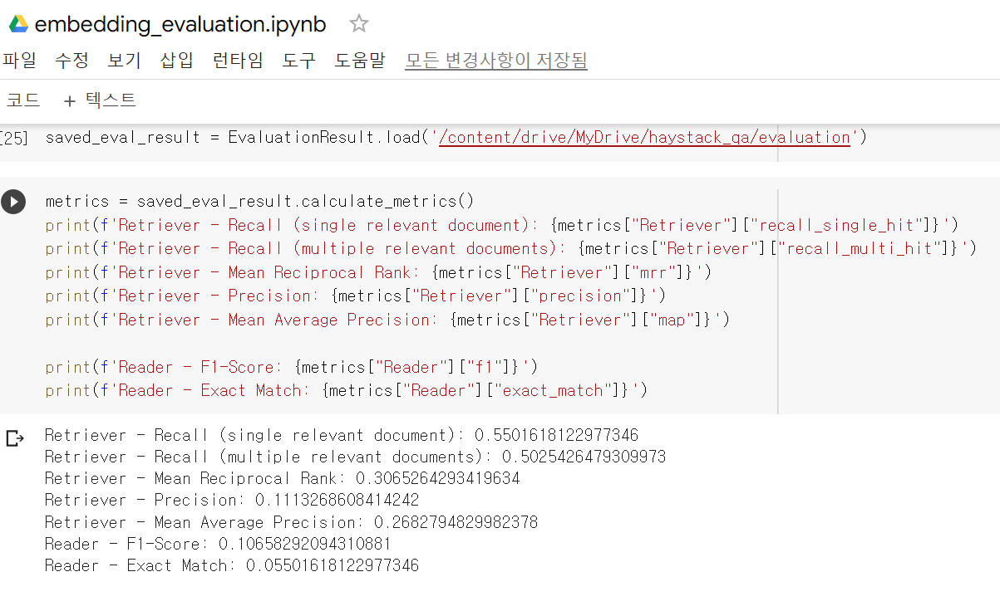 embedding_evaluation.ipynb
파일 수정 보기 삽입 런타임 도구 도움말 모든 변경사항이 저장됨
코드 + 텍스트
[25] saved_eval_result = EvaluationResult.load('/content/drive/MyDrive/haystack_qa/evaluation')
metrics = saved_eval_result.calculate_metrics()
print(f'Retriever - Recall (single relevant document): {metrics["Retriever"]["recall_single_hit"]}')
print(f'Retriever - Recall (multiple relevant documents): {metrics["Retriever"]["recall_multi_hit"]}')
print(f'Retriever - Mean Reciprocal Rank: {metrics["Retriever"]["mrr"]}')
print(f'Retriever - Precision: {metrics["Retriever"]["precision"]}')
print(f'Retriever - Mean Average Precision: {metrics["Retriever"]["map"]}')
print(f'Reader - F1-Score: {metrics["Reader"]["f1"]}')
print(f'Reader - Exact Match: {metrics["Reader"]["exact_match"]}')
Retriever - Recall (single relevant document): 0.5501618122977346
Retriever - Recall (multiple relevant documents): 0.5025426479309973
Retriever - Mean Reciprocal Rank: 0.3065264293419634
Retriever - Precision: 0.1113268608414242
Retriever - Mean Average Precision: 0.2682794829982378
Reader - F1-Score: 0.10658292094310881
Reader - Exact Match: 0.05501618122977346